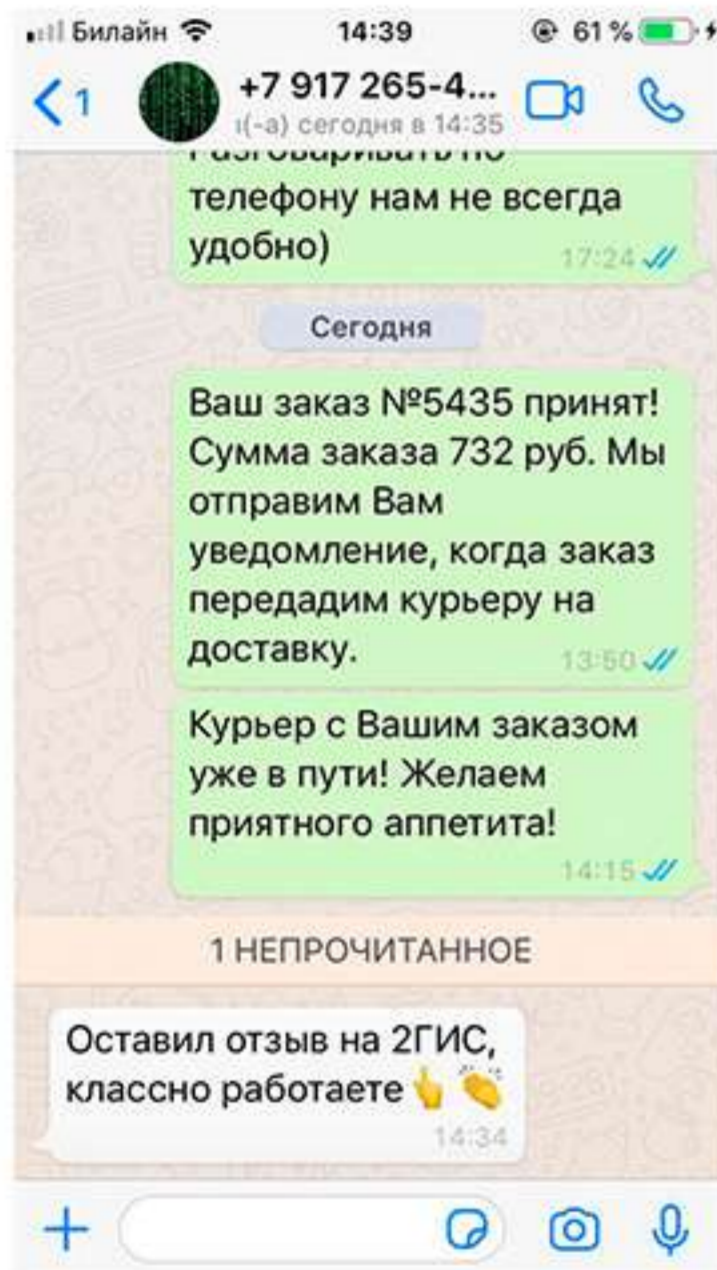 Билайн 14:39 61 %
1 +7 917 265-4...
(-а) сегодня в 14:35
телефону нам не всегда
удобно)
17:24
Сегодня
Ваш заказ №5435 принят!
Сумма заказа 732 руб. Мы
отправим Вам
уведомление, когда заказ
передадим курьеру на
доставку.
13:50
Курьер с Вашим заказом
уже в пути! Желаем
приятного аппетита!
14:15
1 НЕПРОЧИТАННОЕ
Оставил отзыв на 2ГИС,
классно работаете👆👏
14:34